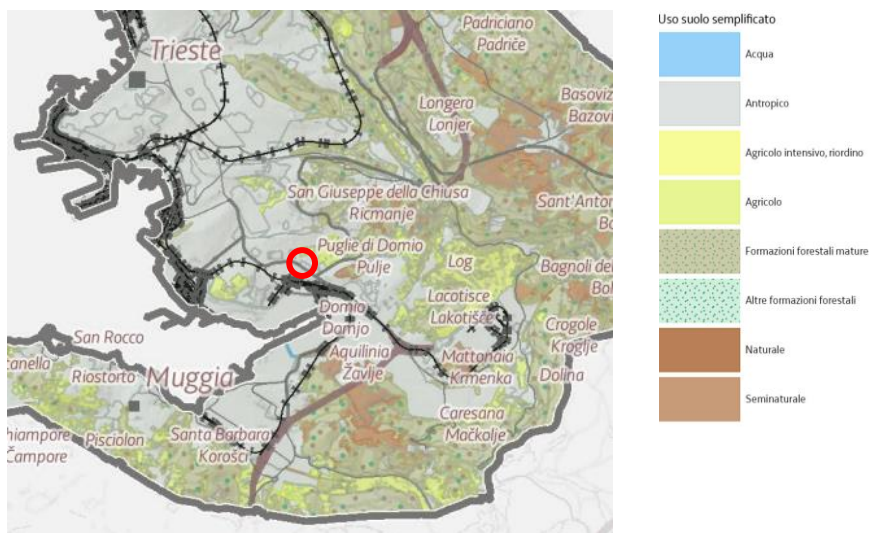 Trieste
Padriciano
Padriče
Longera
Lonjer
Basoviz
Bazovi
San Giuseppe della Chiusa
Ricmanje
Sant'Anton
Puglie di Domio
Pulje
Log
Bagnoli del
Domio
Domjo
Lacotisce
Lakotišče
San Rocco
Aquilinia
Žavlje
Mattonaia
Krmenka
Crogole
Kroglje
Dolina
canella
Riostorto
Muggia
Caresana
Mačkolje
Chiampore
Čampore
Pisciolon
Santa Barbara
Korošci
Uso suolo semplificato
Acqua
Antropico
Agricolo intensivo, riordino
Agricolo
Formazioni forestali mature
Altre formazioni forestali
Naturale
Seminaturale